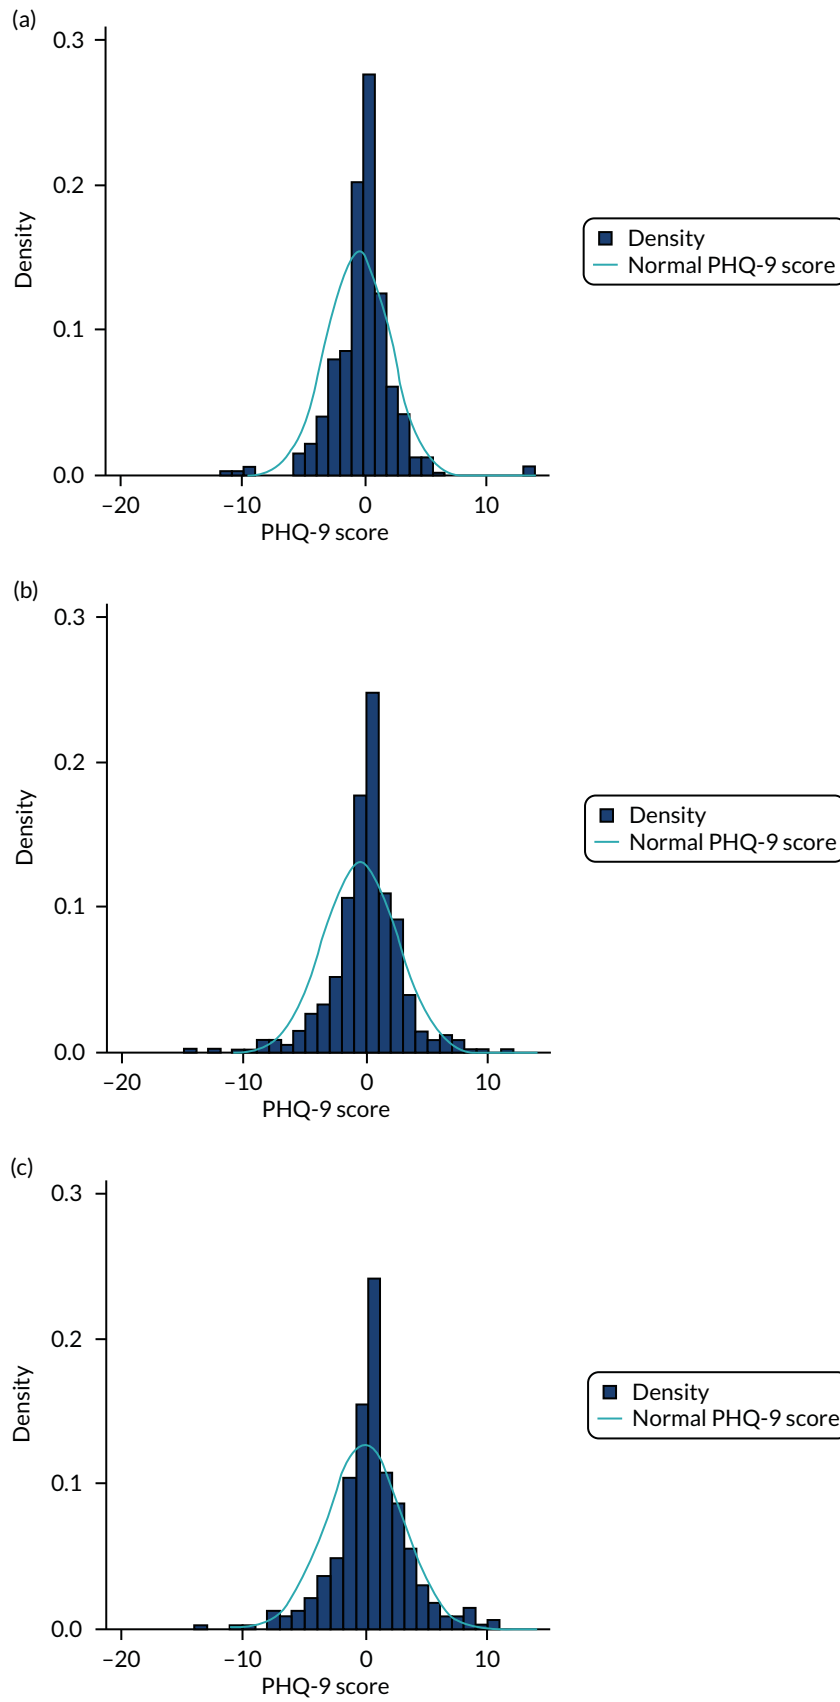 (a)
0.3
0.2
0.1
0.0
Density
–20
–10
0
10
PHQ-9 score
Density
Normal PHQ-9 score
(b)
0.3
0.2
0.1
0.0
Density
–20
–10
0
10
PHQ-9 score
Density
Normal PHQ-9 score
(c)
0.3
0.2
0.1
0.0
Density
–20
–10
0
10
PHQ-9 score
Density
Normal PHQ-9 score